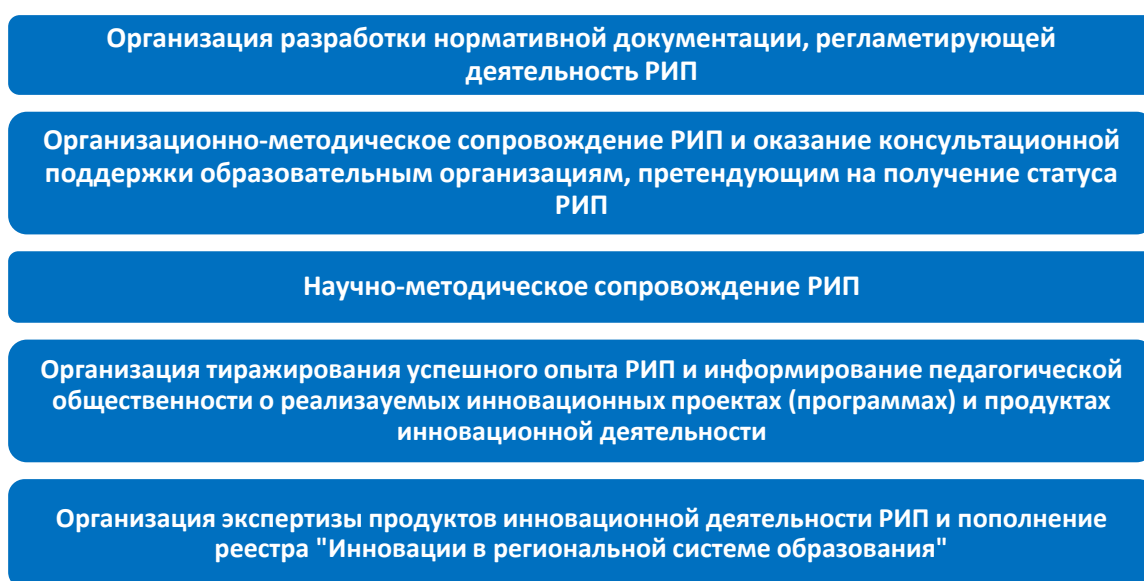 Организация разработки нормативной документации, регламетирующей
деятельность РИП
Организационно-методическое сопровождение РИП и оказание консультационной
поддержки образовательным организациям, претендующим на получение статуса
РИП
Научно-методическое сопровождение РИП
Организация тиражирования успешного опыта РИП и информирование педагогической
общественности о реализауемых инновационных проектах (программах) и продуктах
инновационной деятельности
Организация экспертизы продуктов инновационной деятельности РИП и пополнение
реестра "Инновации в региональной системе образования"